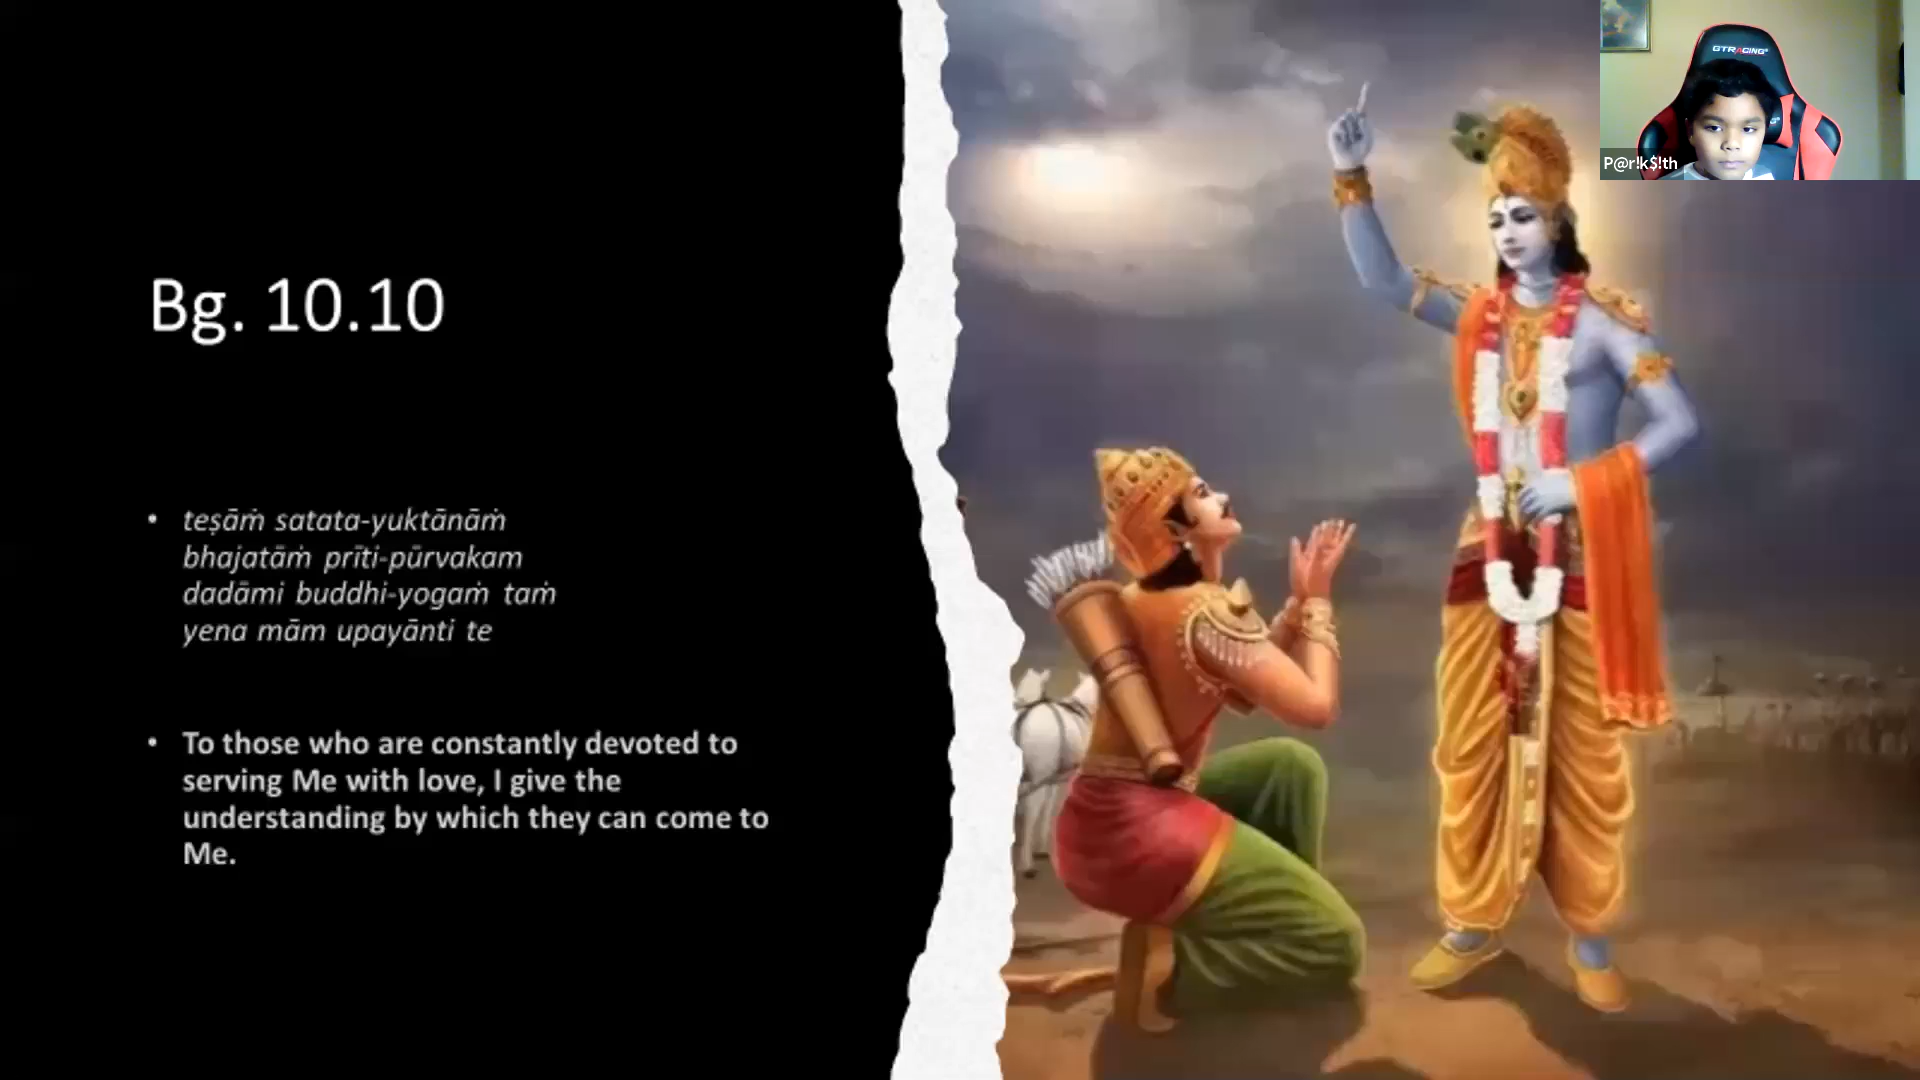 Bg. 10.10
• teṣāṁ satata-yuktānāṁ
bhajatāṁ prīti-pūrvakam
dadāmi buddhi-yogaṁ taṁ
yena mām upayānti te
• To those who are constantly devoted to
serving Me with love, I give the
understanding by which they can come to
Me.
GTRACING
P@r!k$!th